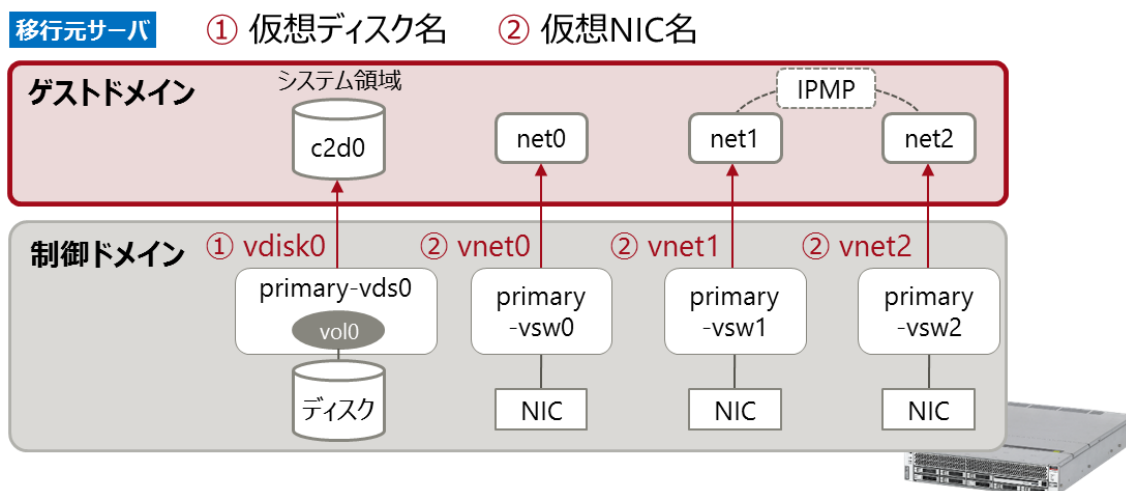 移行元サーバ
① 仮想ディスク名
② 仮想NIC名
ゲストドメイン
システム領域
IPMP
c2d0
net0
net1
net2
制御ドメイン
① vdisk0
② vnet0
② vnet1
② vnet2
primary-vds0
vol0
primary
-vsw0
primary
-vsw1
primary
-vsw2
ディスク
NIC
NIC
NIC